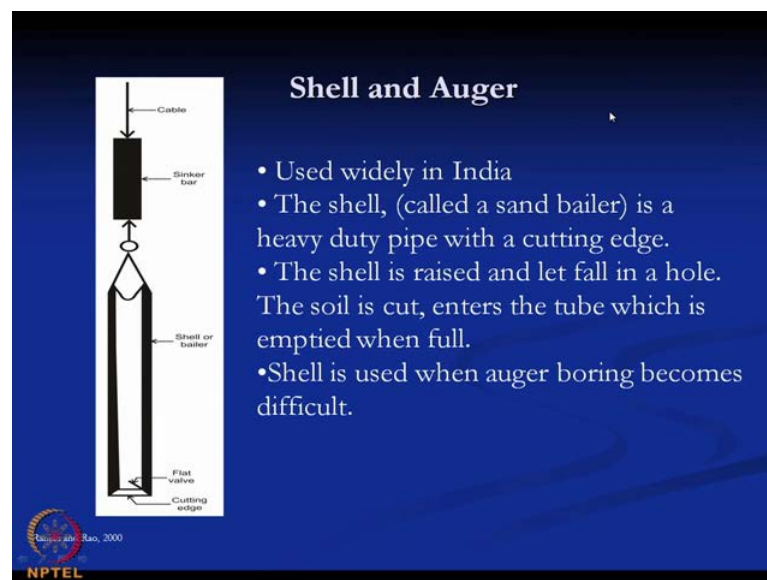 Shell and Auger
Cable
Sinker
bar
Shell or
bailer
Flat
valve
Cutting
edge
• Used widely in India
• The shell, (called a sand bailer) is a
heavy duty pipe with a cutting edge.
• The shell is raised and let fall in a hole.
The soil is cut, enters the tube which is
emptied when full.
•Shell is used when auger boring becomes
difficult.
Rao, 2000
NPTEL